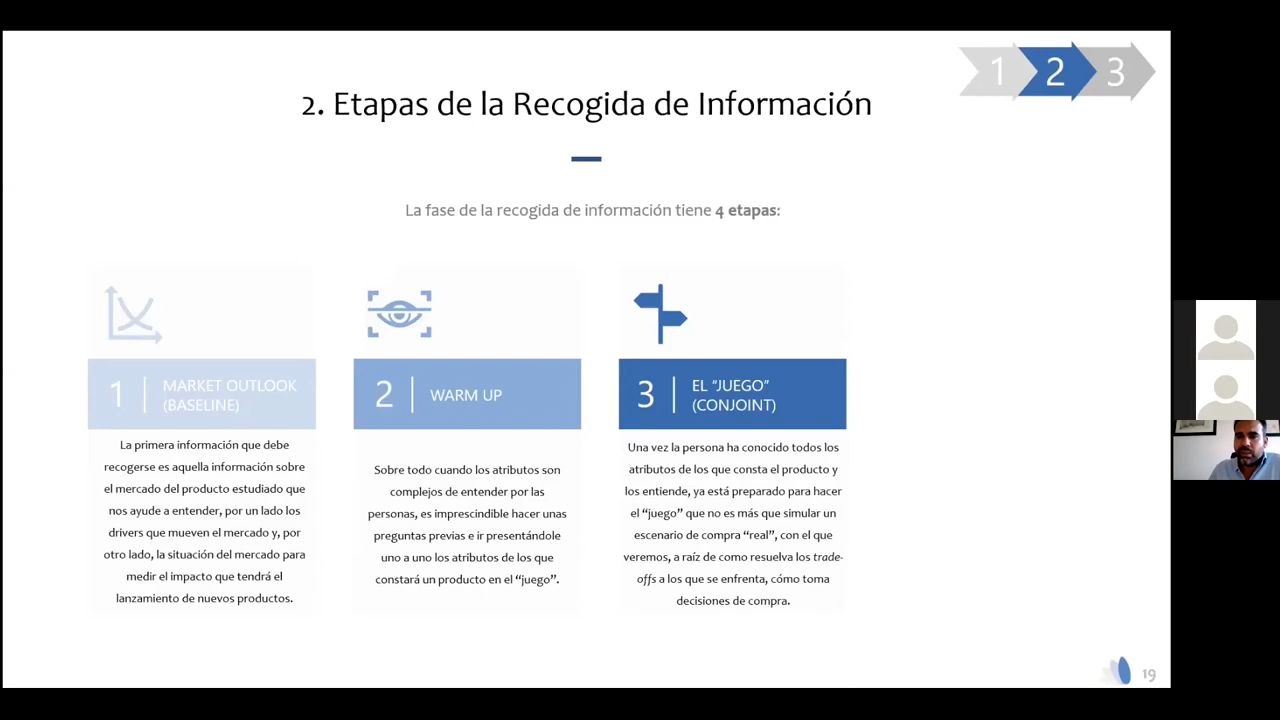 1 2 3
2. Etapas de la Recogida de Información
La fase de la recogida de información tiene 4 etapas:
1 MARKET OUTLOOK
(BASELINE)
La primera información que debe
recogerse es aquella información sobre
el mercado del producto estudiado que
nos ayude a entender, por un lado los
drivers que mueven el mercado y, por
otro lado, la situación del mercado para
medir el impacto que tendrá el
lanzamiento de nuevos productos.
2 WARM UP
Sobre todo cuando los atributos son
complejos de entender por las
personas, es imprescindible hacer unas
preguntas previas e ir presentándole
uno a uno los atributos de los que
constará un producto en el “juego”.
3 EL “JUEGO”
(CONJOINT)
Una vez la persona ha conocido todos los
atributos de los que consta el producto y
los entiende, ya está preparado para hacer
el “juego” que no es más que simular un
escenario de compra “real”, con el que
veremos, a raíz de como resuelva los trade-
offs a los que se enfrenta, cómo toma
decisiones de compra.
19